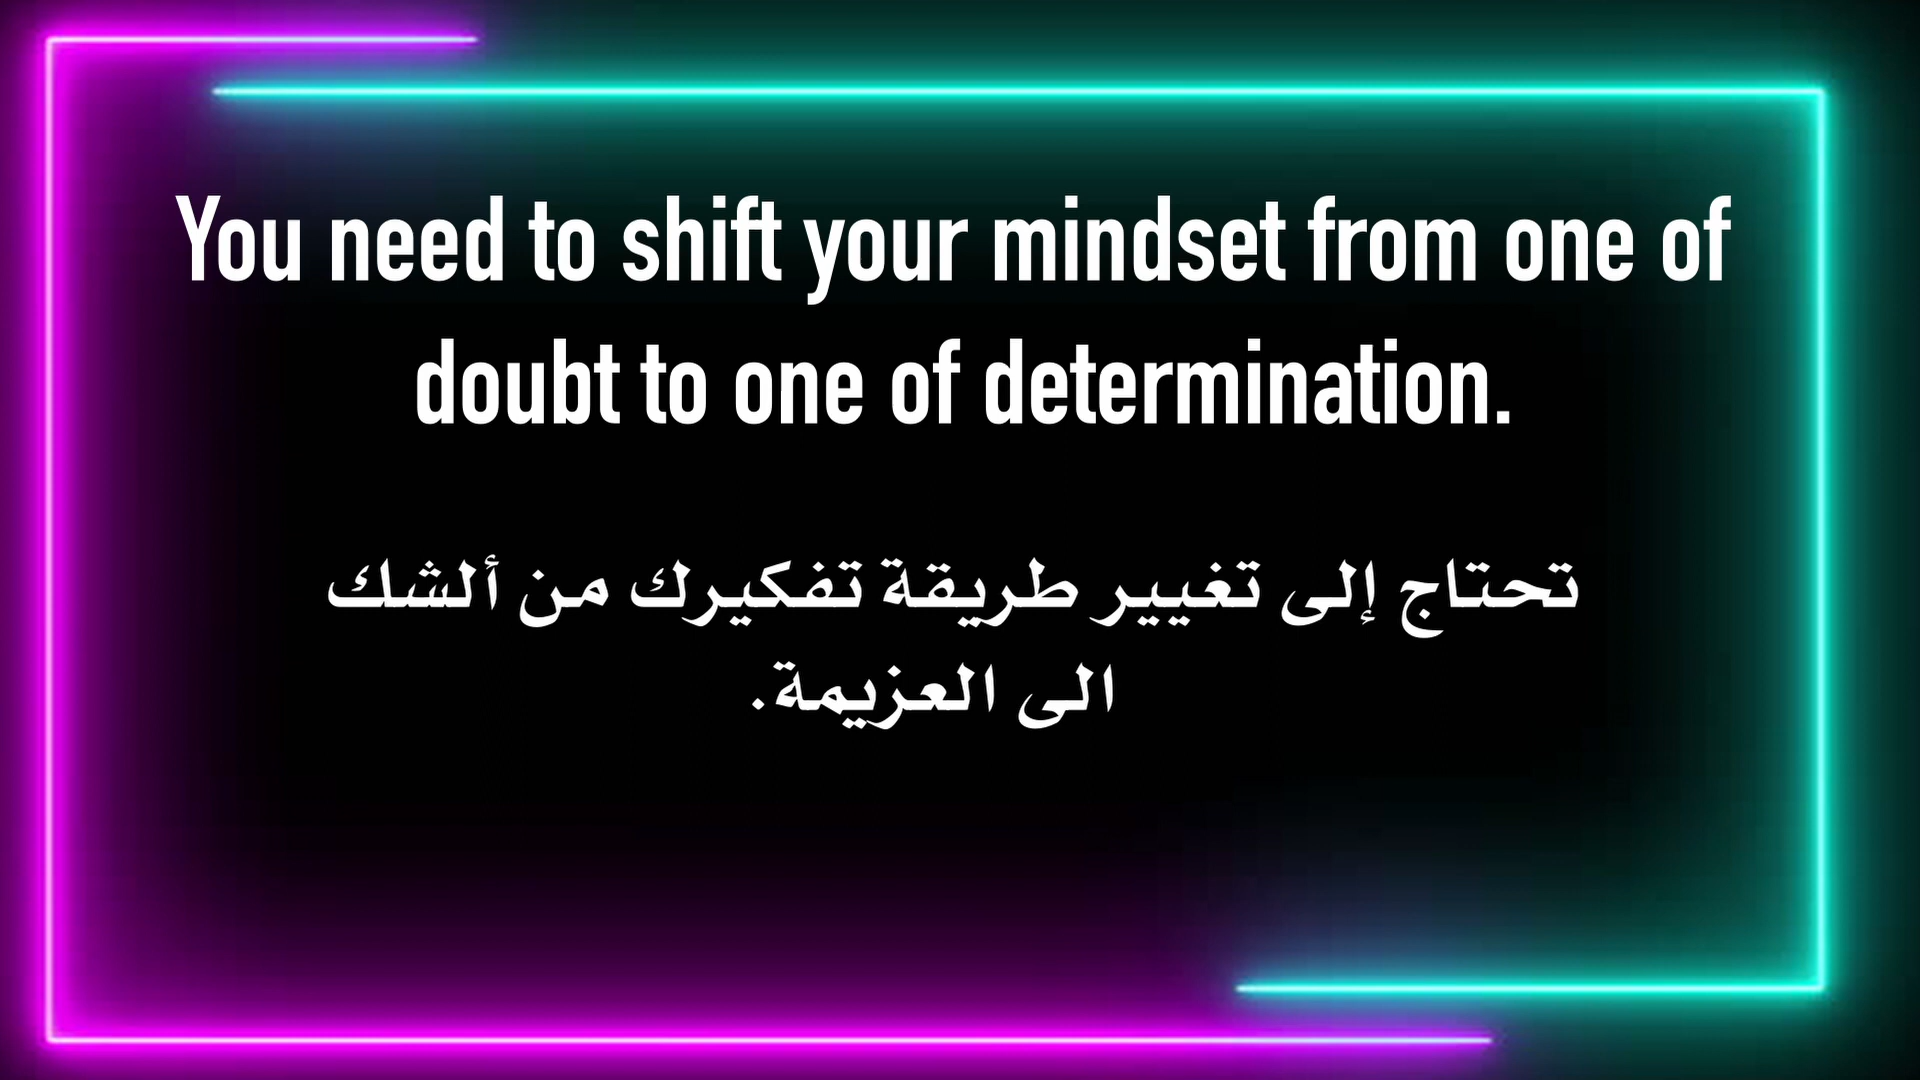 You need to shift your mindset from one of
doubt to one of determination.
تحتاج إلى تغيير طريقة تفكيرك من ألشك
الى العزيمة.